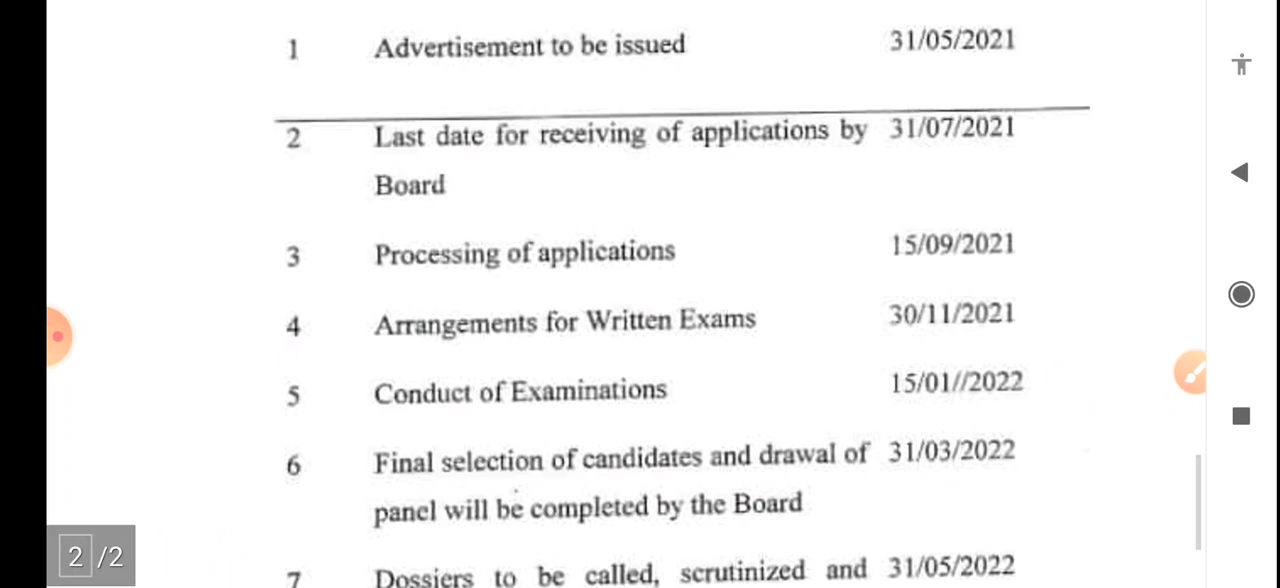 1 Advertisement to be issued 31/05/2021
2 Last date for receiving of applications by 31/07/2021
Board
3 Processing of applications 15/09/2021
4 Arrangements for Written Exams 30/11/2021
5 Conduct of Examinations 15/01//2022
6 Final selection of candidates and drawal of 31/03/2022
panel will be completed by the Board
7 Dossiers to be called, scrutinized and 31/05/2022
2 /2